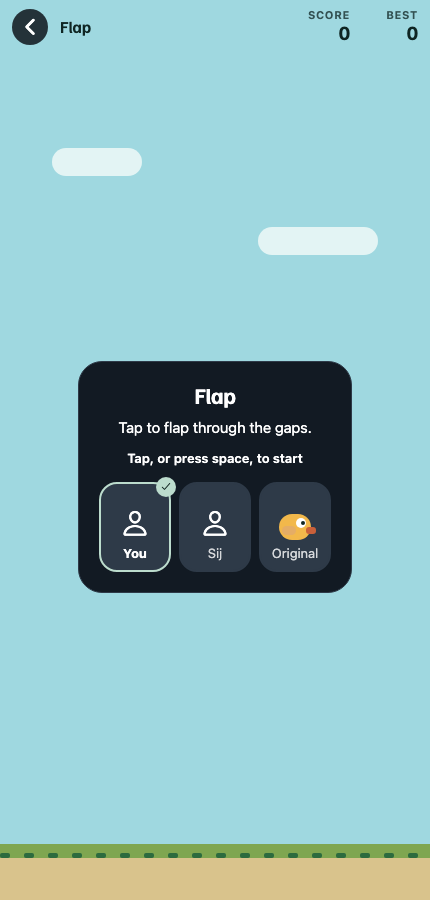 Flap
SCORE
0
BEST
0
Flap
Tap to flap through the gaps.
Tap, or press space, to start
You
Sij
Original